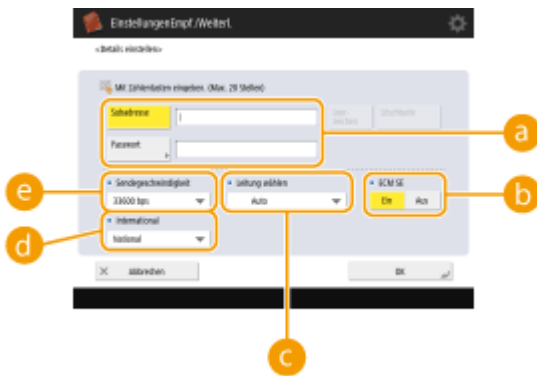 Einstellungen Empf./Weiterl.
<Details einstellen>
Mit Zahlentasten eingeben. (Max. 20 Stellen)
Subadresse
Passwort
a
e
Sendegeschwindigkeit
33600 bps
Leitung wählen
Auto
ECM SE
Ein
Aus
b
d
International
National
Abbrechen
OK
c